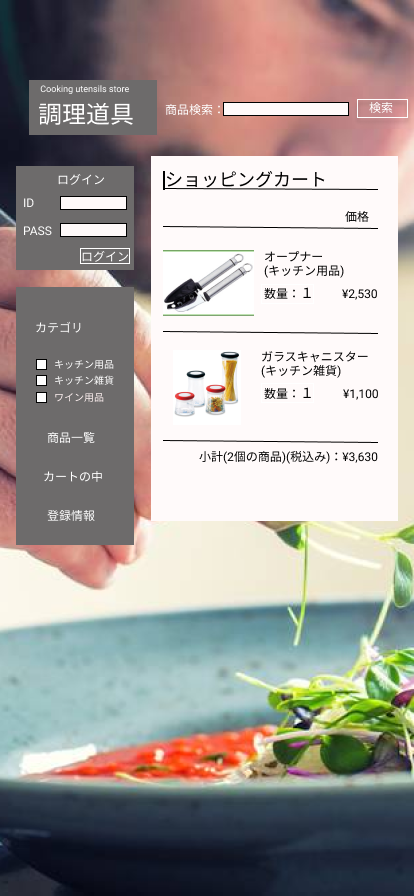 Cooking utensils store
調理道具
商品検索：
検索
ログイン
ID
PASS
ログイン
カテゴリ
キッチン用品
キッチン雑貨
ワイン用品
商品一覧
カートの中
登録情報
ショッピングカート
価格
オープナー
(キッチン用品)
数量：１ ¥2,530
ガラスキャニスター
(キッチン雑貨)
数量：１ ¥1,100
小計(2個の商品)(税込み)：¥3,630